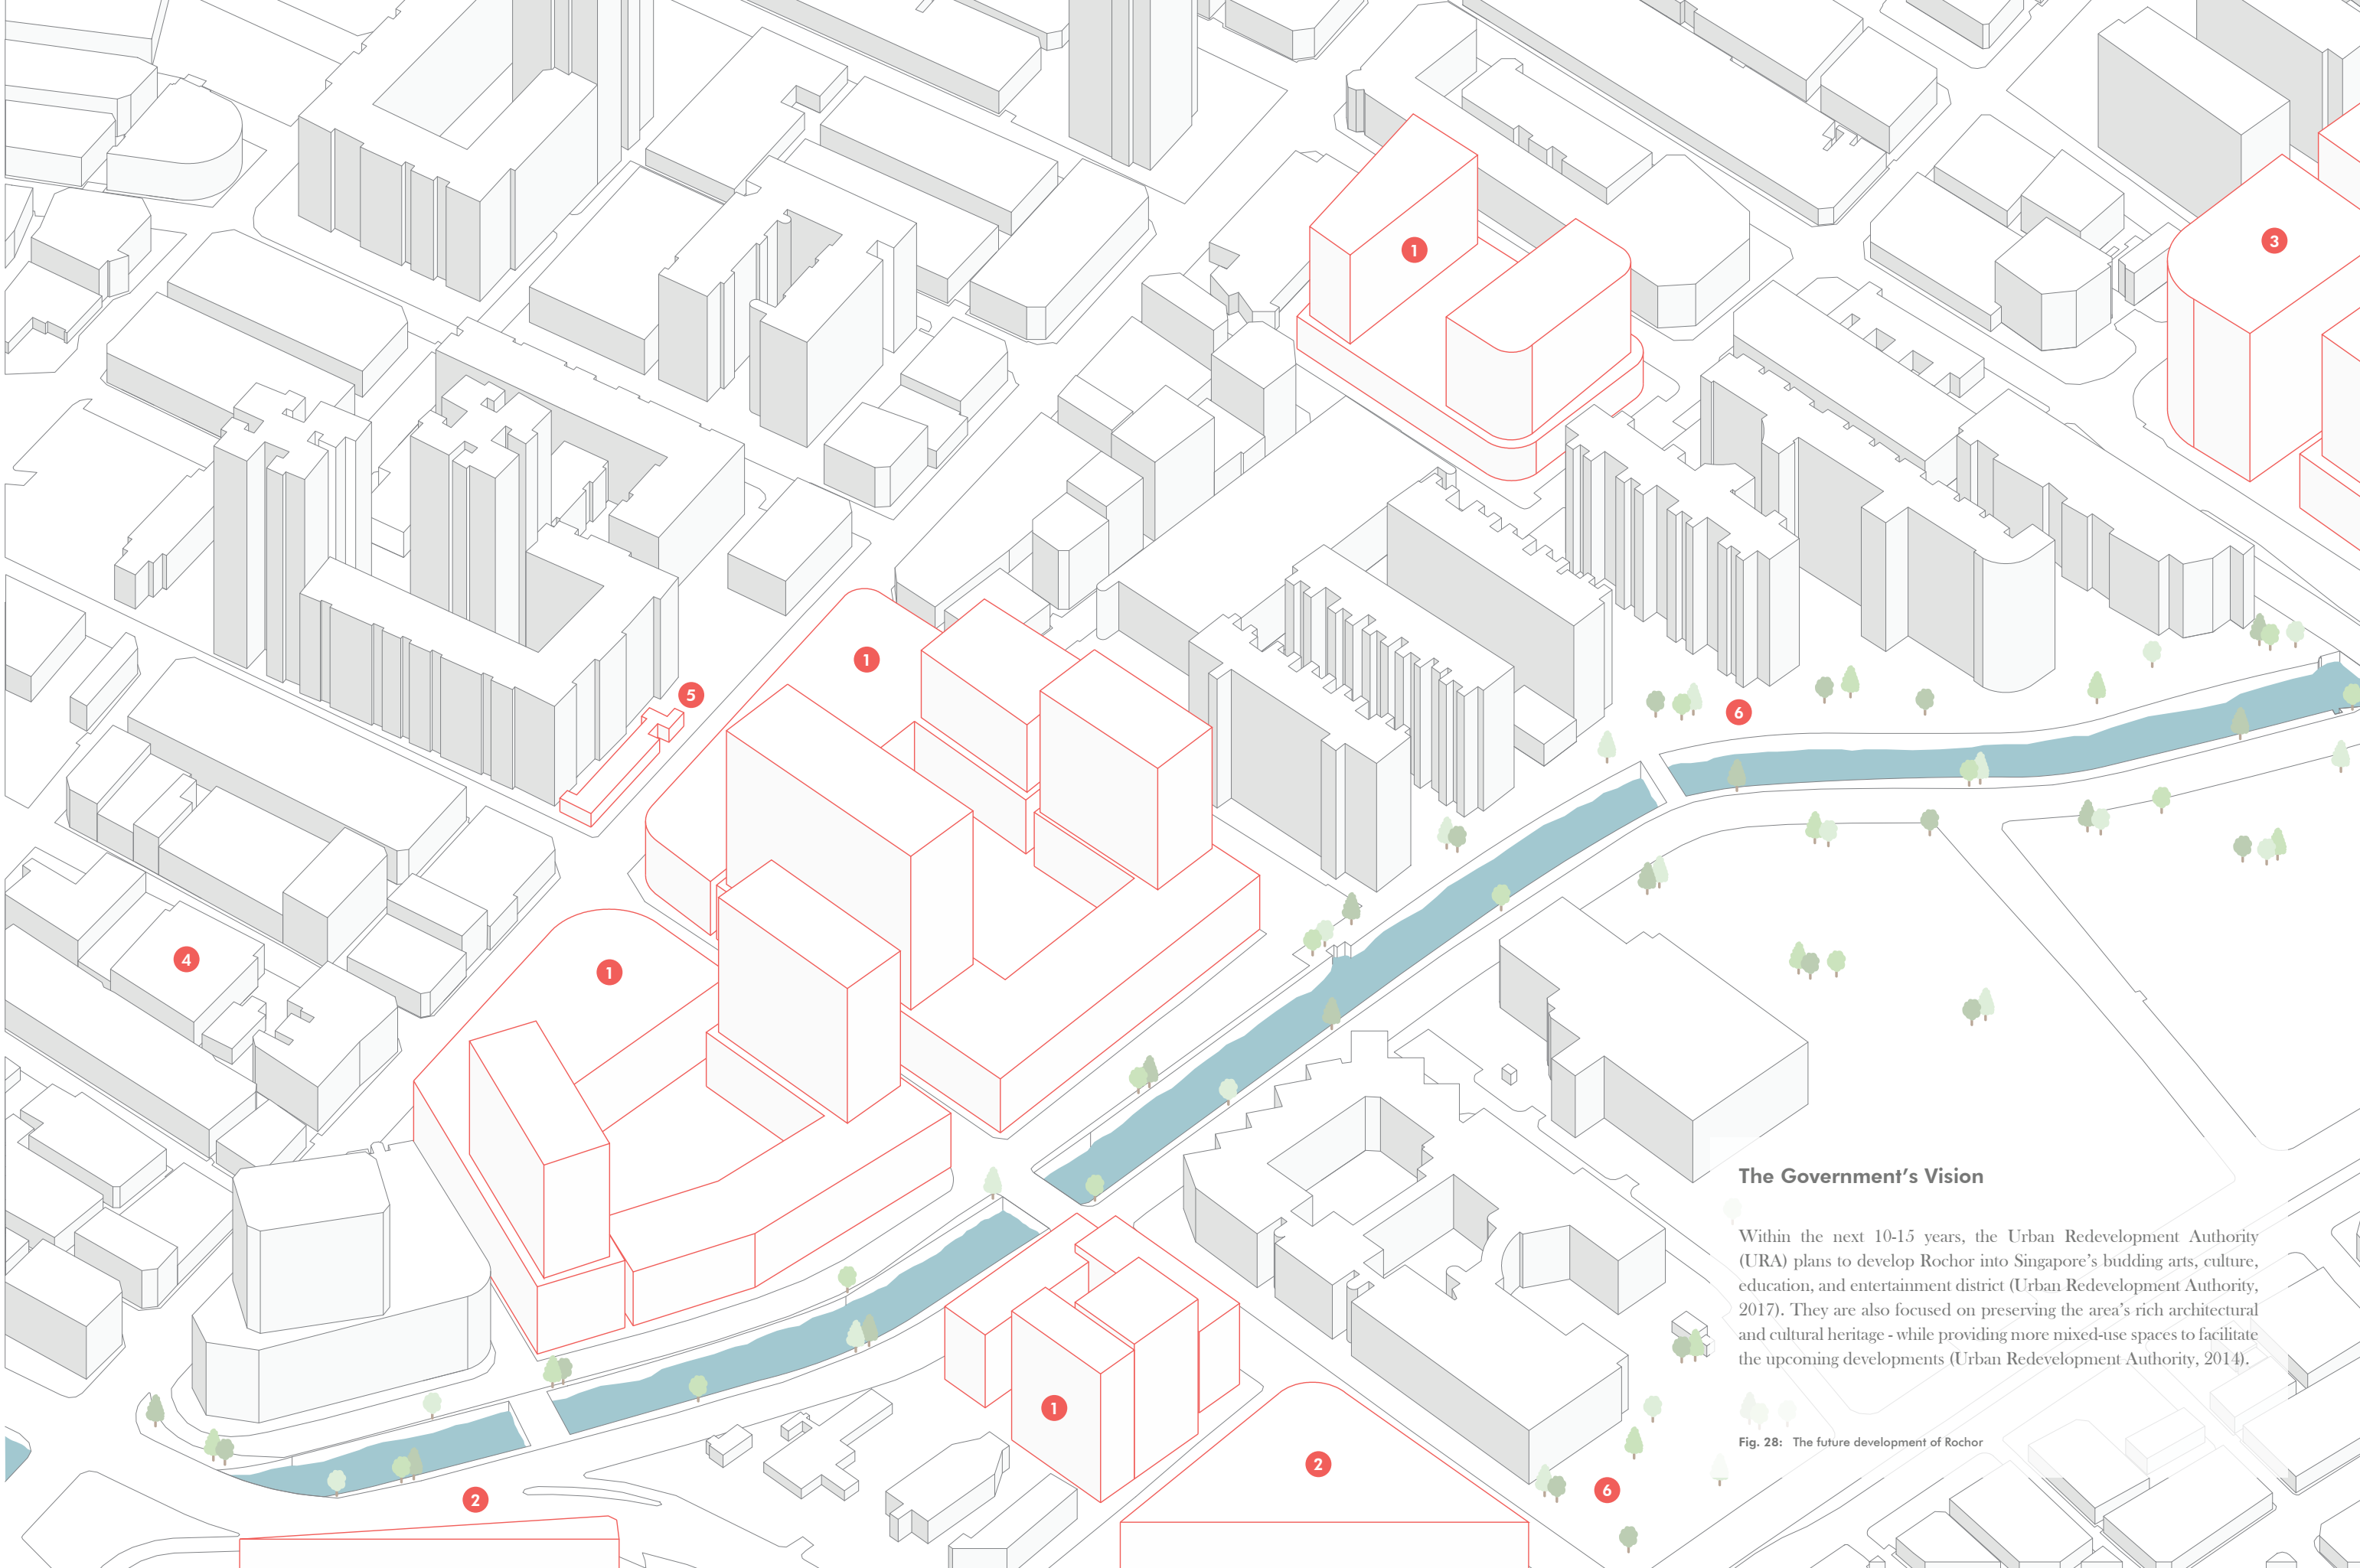 1
3
1
5
6
4
1
The Government's Vision
Within the next 10-15 years, the Urban Redevelopment Authority
(URA) plans to develop Rochor into Singapore's budding arts, culture,
education, and entertainment district (Urban Redevelopment Authority,
2017). They are also focused on preserving the area's rich architectural
and cultural heritage - while providing more mixed-use spaces to facilitate
the upcoming developments (Urban Redevelopment Authority, 2014).
1
Fig. 28: The future development of Rochor
2
6
2